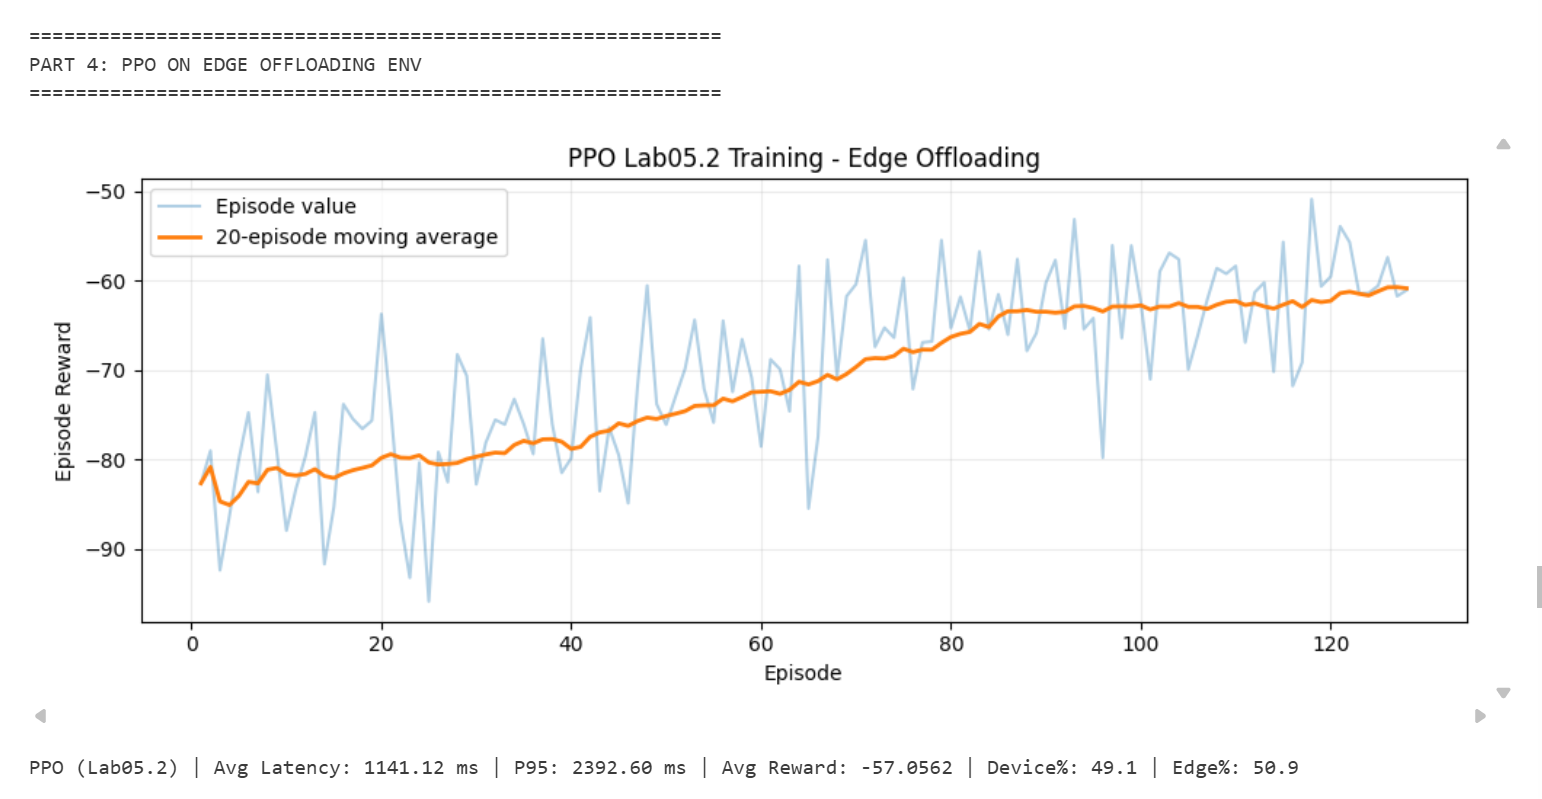 ============================================================
PART 4: PPO ON EDGE OFFLOADING ENV
============================================================
PPO Lab05.2 Training - Edge Offloading
Episode value
20-episode moving average
−50
−60
−70
−80
−90
Episode Reward
0 20 40 60 80 100 120
Episode
PPO (Lab05.2) | Avg Latency: 1141.12 ms | P95: 2392.60 ms | Avg Reward: -57.0562 | Device%: 49.1 | Edge%: 50.9